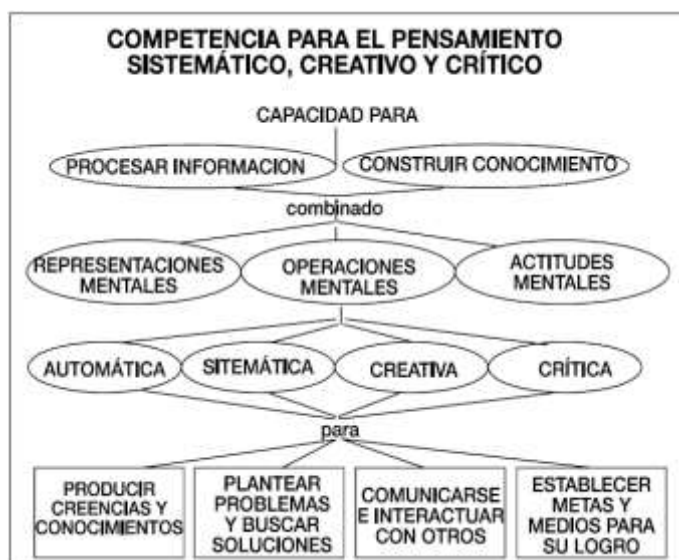 COMPETENCIA PARA EL PENSAMIENTO
SISTEMÁTICO, CREATIVO Y CRÍTICO
CAPACIDAD PARA
PROCESAR INFORMACION
CONSTRUIR CONOCIMIENTO
combinado
REPRESENTACIONES
MENTALES
OPERACIONES
MENTALES
ACTITUDES
MENTALES
AUTOMÁTICA
SITEMÁTICA
CREATIVA
CRÍTICA
para
PRODUCIR
CREENCIAS Y
CONOCIMIENTOS
PLANTEAR
PROBLEMAS
Y BUSCAR
SOLUCIONES
COMUNICARSE
E INTERACTUAR
CON OTROS
ESTABLECER
METAS Y
MEDIOS PARA
SU LOGRO